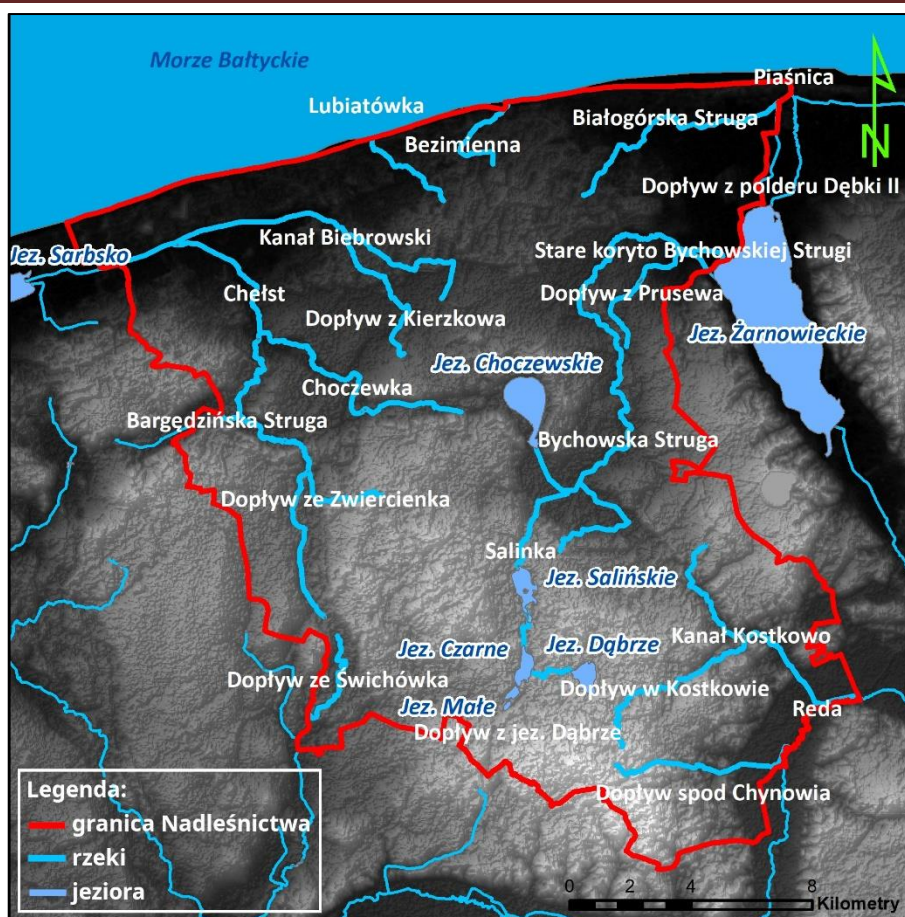 Morze Bałtyckie
Piaśnica
Lubiatówka
Białogórska Struga
Bezimienna
N
Dopływ z polderu Dębki II
Kanał Biebrowski
Stare koryto Bychowskiej Strugi
Jez. Sarbsko
Chełst
Dopływ z Prusewa
Dopływ z Kierzkowa
Jez. Żarnowieckie
Jez. Choczewskie
Choczewka
Bargędzińska Struga
Bychowska Struga
Dopływ ze Zwiercienka
Salinka
Jez. Salińskie
Kanał Kostkowo
Jez. Czarne
Jez. Dąbrze
Dopływ ze Świchówka
Dopływ w Kostkowie
Jez. Małe
Reda
Dopływ z jez. Dąbrze
Dopływ spod Chynowia
Legenda:
granica Nadleśnictwa
rzeki
jeziora
0 2 4 8
Kilometry